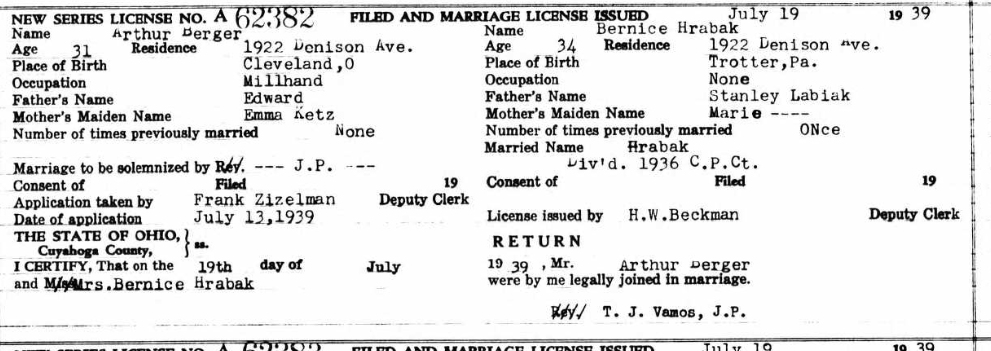 NEW SERIES LICENSE NO. A 62382 FILED AND MARRIAGE LICENSE ISSUED July 19 19 39
Name Arthur Berger
Age 31 Residence 1922 Denison Ave.
Place of Birth Cleveland,O
Occupation Millhand
Father's Name Edward
Mother's Maiden Name Emma Ketz
Number of times previously married None
Marriage to be solemnized by Rev. --- J.P. ---
Consent of Filed 19
Application taken by Frank Zizelman Deputy Clerk
Date of application July 13,1939
THE STATE OF OHIO,
Cuyahoga County, } ss.
I CERTIFY, That on the 19th day of July
and Miss Mrs.Bernice Hrabak
Name Bernice Hrabak
Age 34 Residence 1922 Denison Ave.
Place of Birth Trotter,Pa.
Occupation None
Father's Name Stanley Labiak
Mother's Maiden Name Marie ----
Number of times previously married ONce
Married Name Hrabak
Div'd. 1936 C.P.Ct.
Consent of Filed 19
License issued by H.W.Beckman Deputy Clerk
RETURN
19 39 , Mr. Arthur Berger
were by me legally joined in marriage.
Rev. T. J. Vamos, J.P.
NEW SERIES LICENSE NO. A 62383 FILED AND MARRIAGE LICENSE ISSUED July 19 19 39